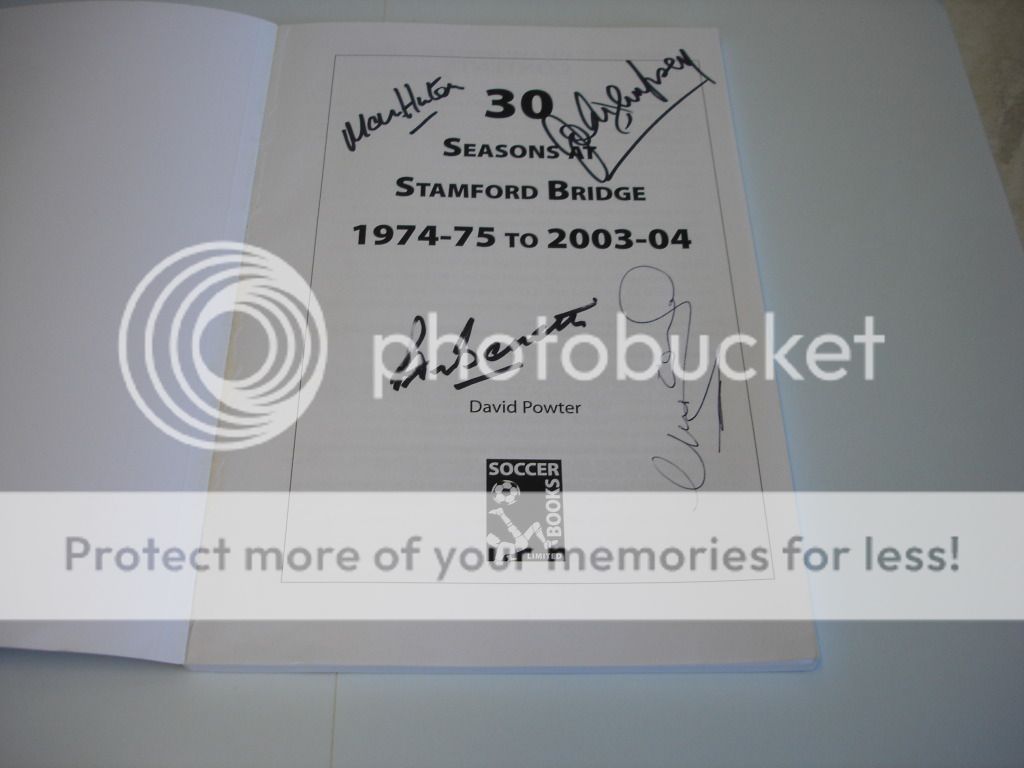 30
SEASONS AT
STAMFORD BRIDGE
1974-75 TO 2003-04
photobucket
David Powter
SOCCER
BOOKS
LIMITED
Protect more of your memories for less!